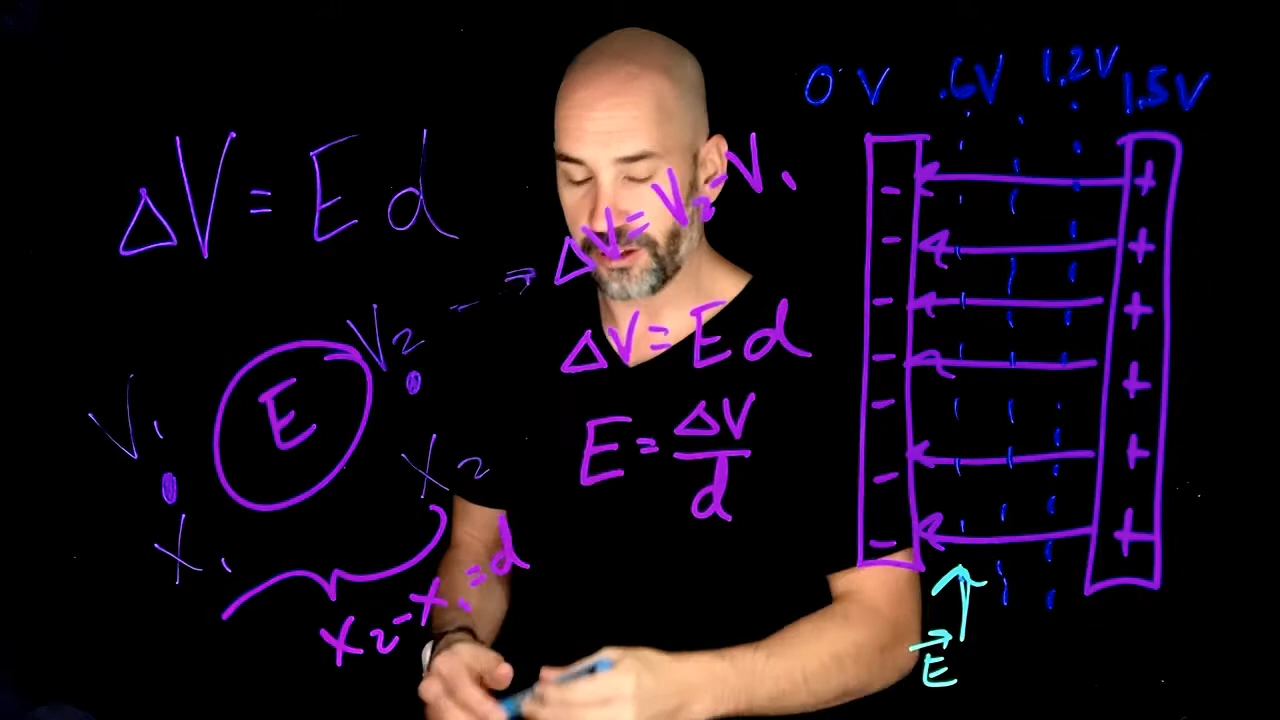 ΔV = Ed
V₁
E
V₂
X₁
X₂
X₂ - X₁ = d
ΔV = V₂ - V₁
ΔV = Ed
E = ΔV/d
0 V .6V 1.2V 1.5V
- +
- +
- +
- +
- +
- +
-
E⃗